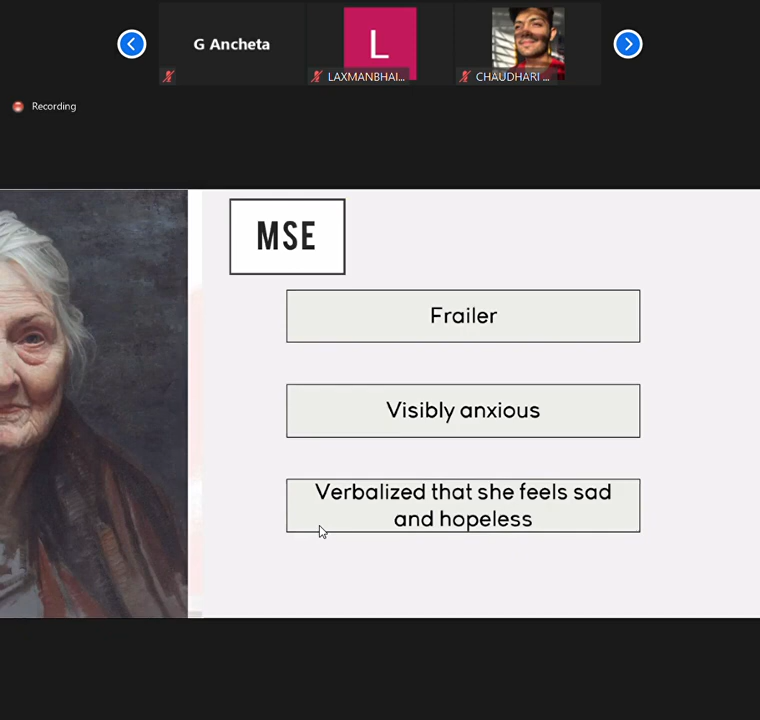 G Ancheta
L
LAXMANBHAI...
CHAUDHARI ...
Recording
MSE
Frailer
Visibly anxious
Verbalized that she feels sad
and hopeless